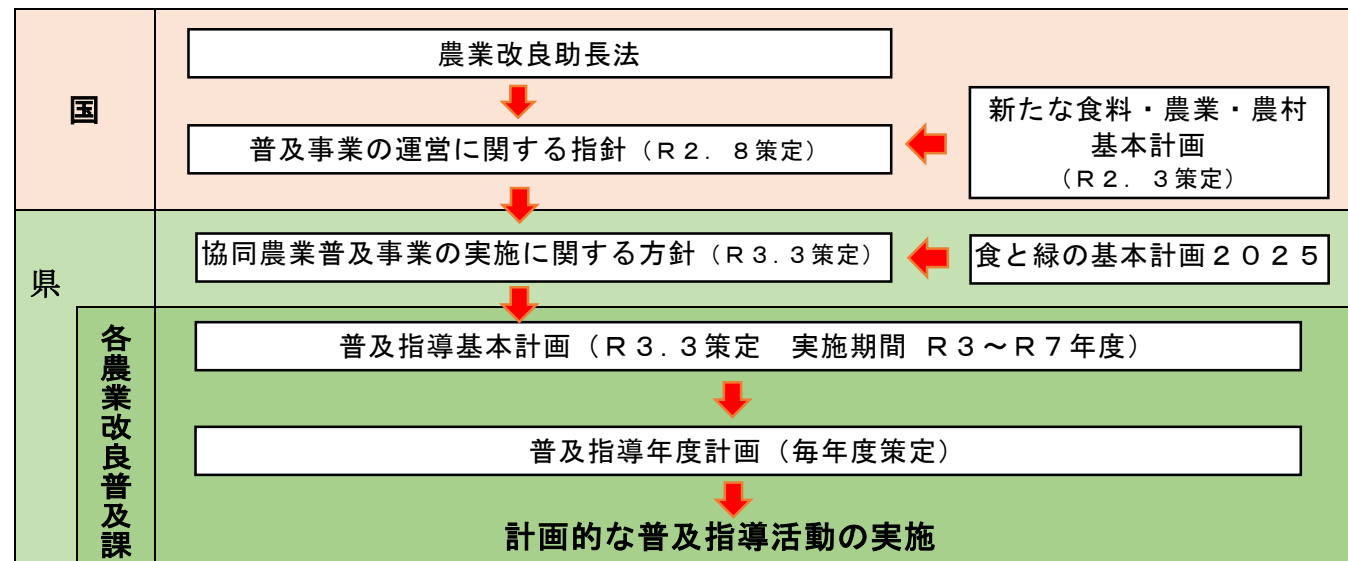 国
農業改良助長法
普及事業の運営に関する指針（Ｒ２．８策定）
新たな食料・農業・農村
基本計画
（Ｒ２．３策定）
県
協同農業普及事業の実施に関する方針（Ｒ３.３策定）
食と緑の基本計画２０２５
各農業改良普及課
普及指導基本計画（Ｒ３.３策定　実施期間 Ｒ３～Ｒ７年度）
普及指導年度計画（毎年度策定）
計画的な普及指導活動の実施